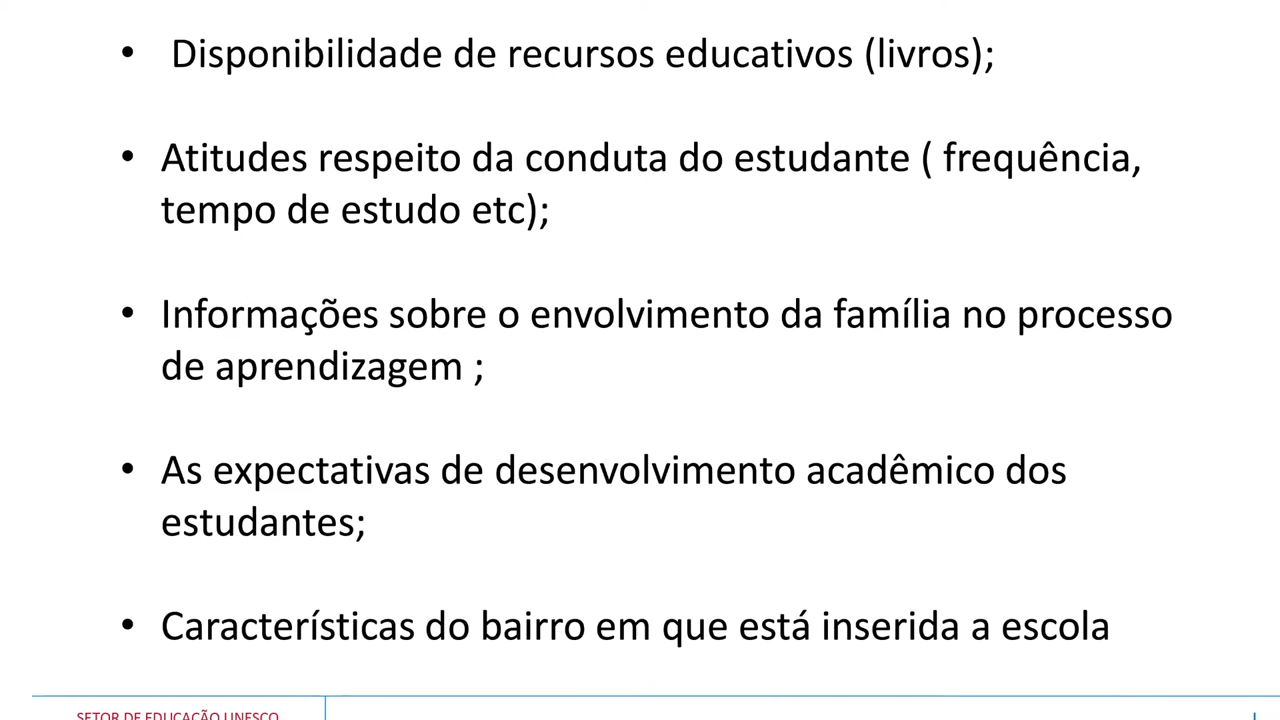 • Disponibilidade de recursos educativos (livros);
• Atitudes respeito da conduta do estudante ( frequência,
tempo de estudo etc);
• Informações sobre o envolvimento da família no processo
de aprendizagem ;
• As expectativas de desenvolvimento acadêmico dos
estudantes;
• Características do bairro em que está inserida a escola
SETOR DE EDUCAÇÃO UNESCO